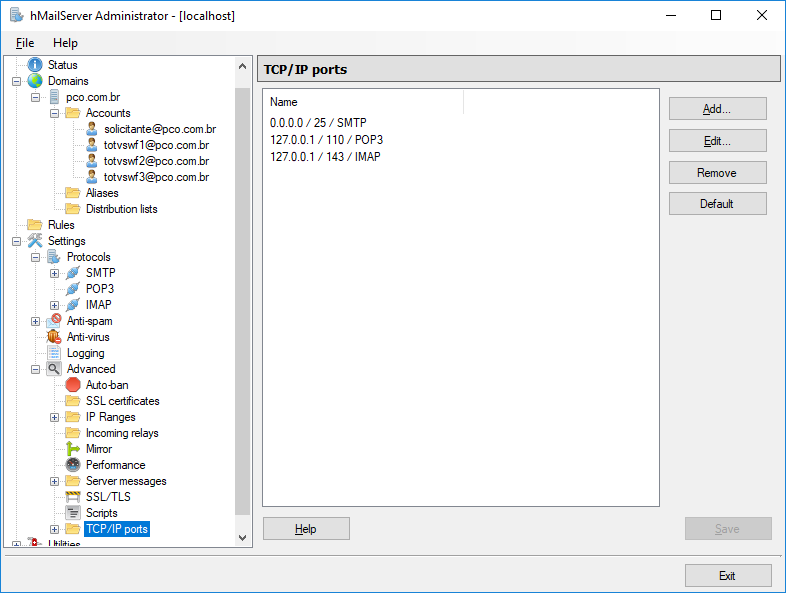 hMailServer Administrator - [localhost]
File Help
Status
Domains
pco.com.br
Accounts
solicitante@pco.com.br
totvswf1@pco.com.br
totvswf2@pco.com.br
totvswf3@pco.com.br
Aliases
Distribution lists
Rules
Settings
Protocols
SMTP
POP3
IMAP
Anti-spam
Anti-virus
Logging
Advanced
Auto-ban
SSL certificates
IP Ranges
Incoming relays
Mirror
Performance
Server messages
SSL/TLS
Scripts
TCP/IP ports
Utilities
TCP/IP ports
Name
0.0.0.0 / 25 / SMTP
127.0.0.1 / 110 / POP3
127.0.0.1 / 143 / IMAP
Add...
Edit...
Remove
Default
Help
Save
Exit